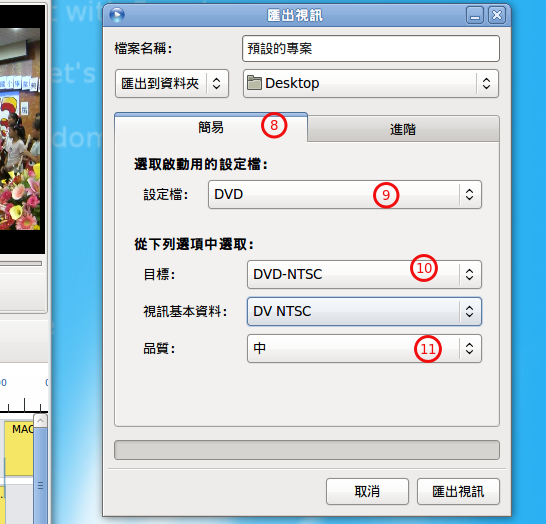 匯出視訊
檔案名稱:
預設的專案
匯出到資料夾
Desktop
簡易
8
進階
選取啟動用的設定檔:
設定檔:
DVD
9
從下列選項中選取:
目標:
DVD-NTSC
10
視訊基本資料:
DV NTSC
品質:
中
11
取消
匯出視訊
MAC